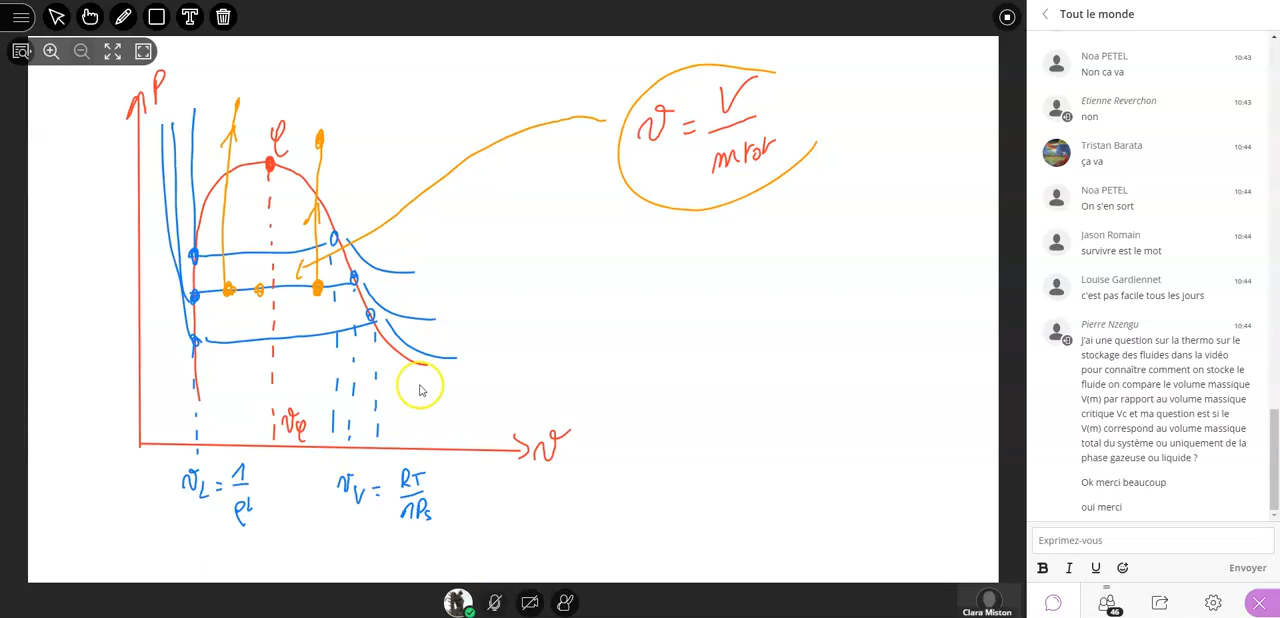 P
φ
v = V / m tot
v_φ
v
v_L = 1 / ρL
v_V = RT / nPs
Clara Miston
Tout le monde
Noa PETEL 10:43
Non ca va
Etienne Reverchon 10:43
non
Tristan Barata 10:44
ça va
Noa PETEL 10:44
On s'en sort
Jason Romain 10:44
survivre est le mot
Louise Gardiennet 10:44
c'est pas facile tous les jours
Pierre Nzengu 10:44
J'ai une question sur la thermo sur le
stockage des fluides dans la vidéo
pour connaître comment on stocke le
fluide on compare le volume massique
V(m) par rapport au volume massique
critique Vc et ma question est si le
V(m) correspond au volume massique
total du système ou uniquement de la
phase gazeuse ou liquide ?
Ok merci beaucoup
oui merci
Exprimez-vous
B I U Envoyer
46